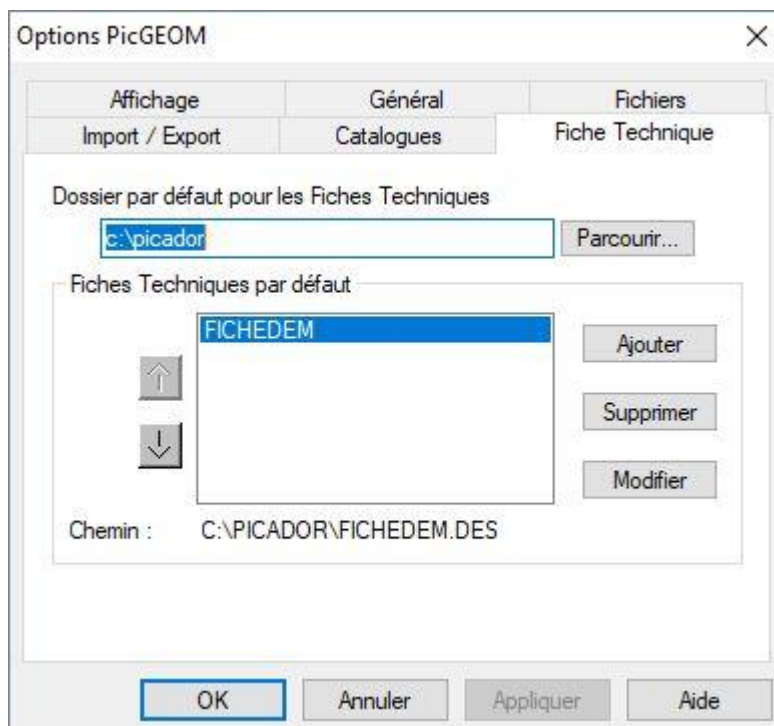 Options PicGEOM
Affichage Général Fichiers
Import / Export Catalogues Fiche Technique
Dossier par défaut pour les Fiches Techniques
c:\picador Parcourir...
Fiches Techniques par défaut
FICHEDEM
Ajouter
Supprimer
Modifier
Chemin : C:\PICADOR\FICHEDEM.DES
OK Annuler Appliquer Aide